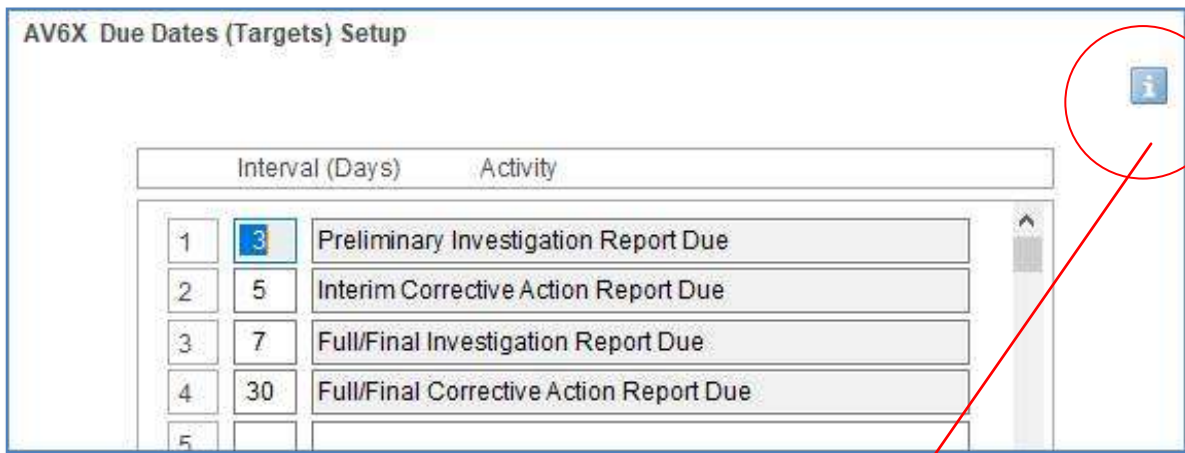 AV6X Due Dates (Targets) Setup
i
Interval (Days) Activity
1 3 Preliminary Investigation Report Due
2 5 Interim Corrective Action Report Due
3 7 Full/Final Investigation Report Due
4 30 Full/Final Corrective Action Report Due
5